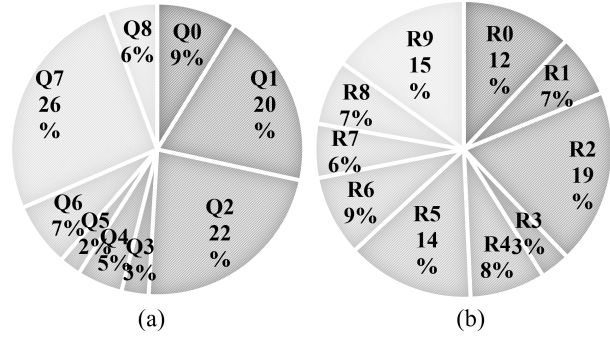 Q0
9%
Q1
20
%
Q2
22
%
Q3
3%
Q4
5%
Q5
2%
Q6
7%
Q7
26
%
Q8
6%
(a)
R0
12
%
R1
7%
R2
19
%
R3
3%
R4
8%
R5
14
%
R6
9%
R7
6%
R8
7%
R9
15
%
(b)